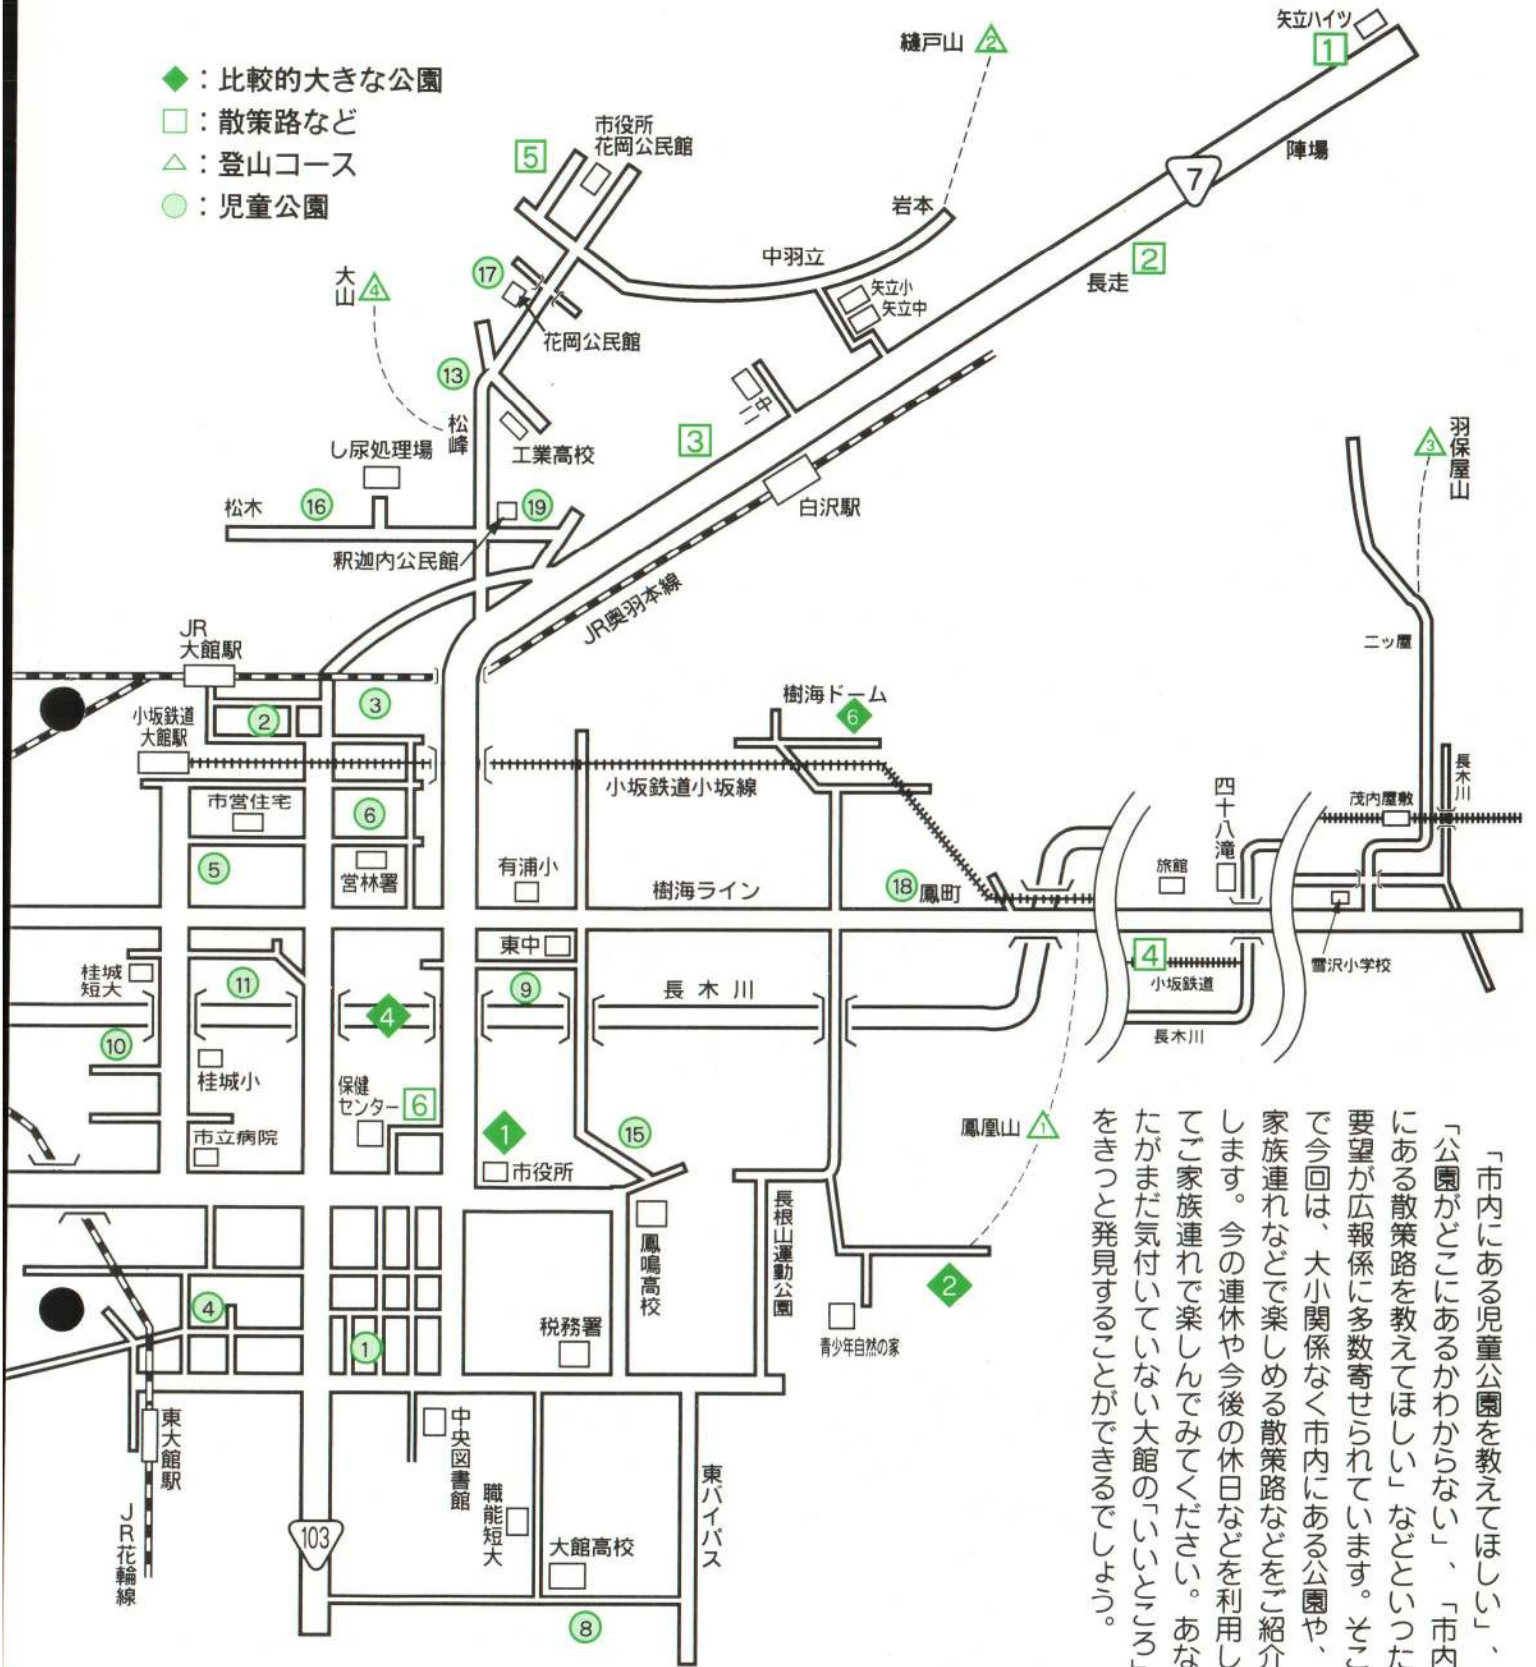 ◆：比較的大きな公園
□：散策路など
△：登山コース
○：児童公園
矢立ハイツ
1
縫戸山
2
陣場
7
2
長走
市役所
花岡公民館
5
岩本
中羽立
矢立小
矢立中
17
花岡公民館
大山
4
13
松峰
工業高校
二中
3
白沢駅
し尿処理場
松木
16
19
釈迦内公民館
JR奥羽本線
3
羽保屋山
二ッ屋
JR
大館駅
小坂鉄道
大館駅
2
3
樹海ドーム
6
小坂鉄道小坂線
市営住宅
6
5
営林署
有浦小
樹海ライン
18
鳳町
四十八滝
旅館
茂内屋敷
長木川
雪沢小学校
4
小坂鉄道
長木川
東中
桂城
短大
11
4
9
長木川
10
桂城小
保健
センター
6
市立病院
1
市役所
15
鳳凰山
1
鳳鳴高校
長根山運動公園
2
青少年自然の家
4
1
税務署
東大館駅
JR花輪線
103
中央図書館
職能短大
大館高校
東バイパス
8
「市内にある児童公園を教えてほしい」、
「公園がどこにあるかわからない」、「市内
にある散策路を教えてほしい」などといった
要望が広報係に多数寄せられています。そこ
で今回は、大小関係なく市内にある公園や、
家族連れなどで楽しめる散策路などをご紹介
します。今の連休や今後の休日などを利用し
てご家族連れで楽しんでみてください。あな
たがまだ気付いていない大館の「いいところ」
をきっと発見することができるでしょう。